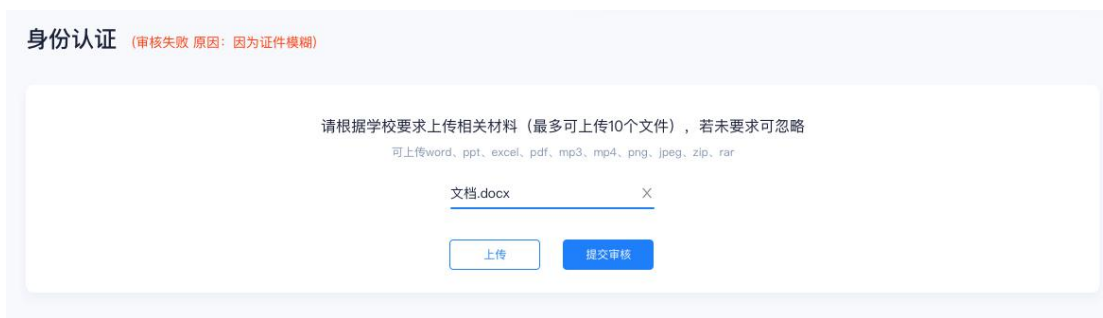 身份认证 (审核失败 原因：因为证件模糊)
请根据学校要求上传相关材料（最多可上传10个文件），若未要求可忽略
可上传word、ppt、excel、pdf、mp3、mp4、png、jpeg、zip、rar
文档.docx
上传 提交审核